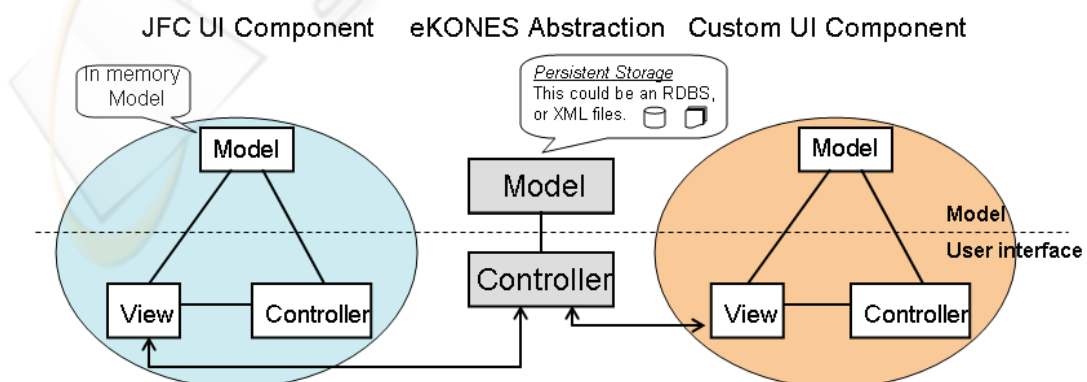 JFC UI Component
eKONES Abstraction
Custom UI Component
In memory
Model
Persistent Storage
This could be an RDBS,
or XML files.
Model
Model
Model
Model
User interface
Controller
View
Controller
View
Controller